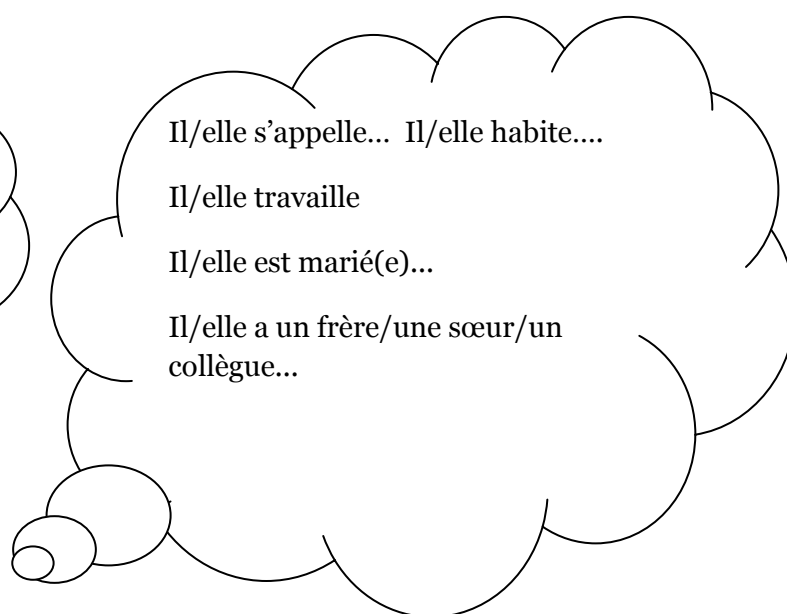 Il/elle s’appelle... Il/elle habite....
Il/elle travaille
Il/elle est marié(e)...
Il/elle a un frère/une sœur/un
collègue...